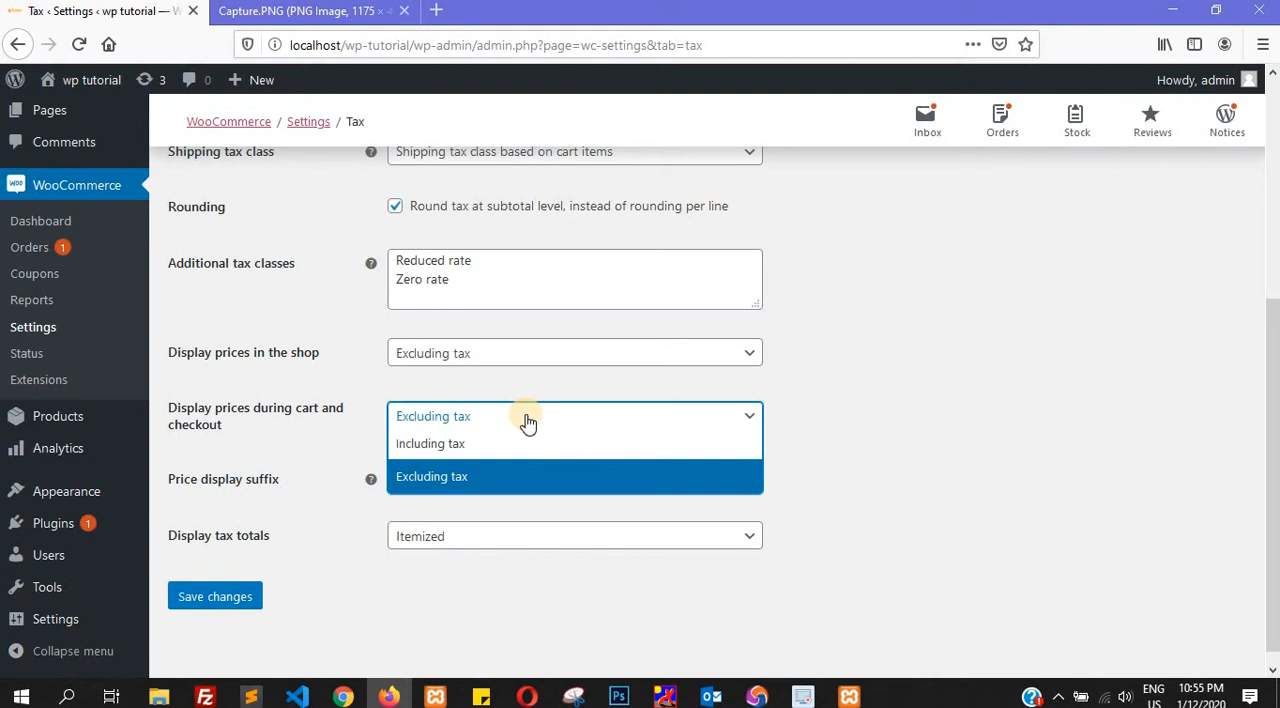 Tax ‹ Settings ‹ wp tutorial —
Capture.PNG (PNG Image, 1175 ×
localhost/wp-tutorial/wp-admin/admin.php?page=wc-settings&tab=tax
wp tutorial
3
0
New
Howdy, admin
Pages
Comments
WooCommerce
Dashboard
Orders 1
Coupons
Reports
Settings
Status
Extensions
Products
Analytics
Appearance
Plugins 1
Users
Tools
Settings
Collapse menu
WooCommerce / Settings / Tax
Inbox
Orders
Stock
Reviews
Notices
Shipping tax class
Shipping tax class based on cart items
Rounding
Round tax at subtotal level, instead of rounding per line
Additional tax classes
Reduced rate
Zero rate
Display prices in the shop
Excluding tax
Display prices during cart and
checkout
Excluding tax
Including tax
Excluding tax
Price display suffix
Display tax totals
Itemized
Save changes
ENG
US
10:55 PM
1/12/2020